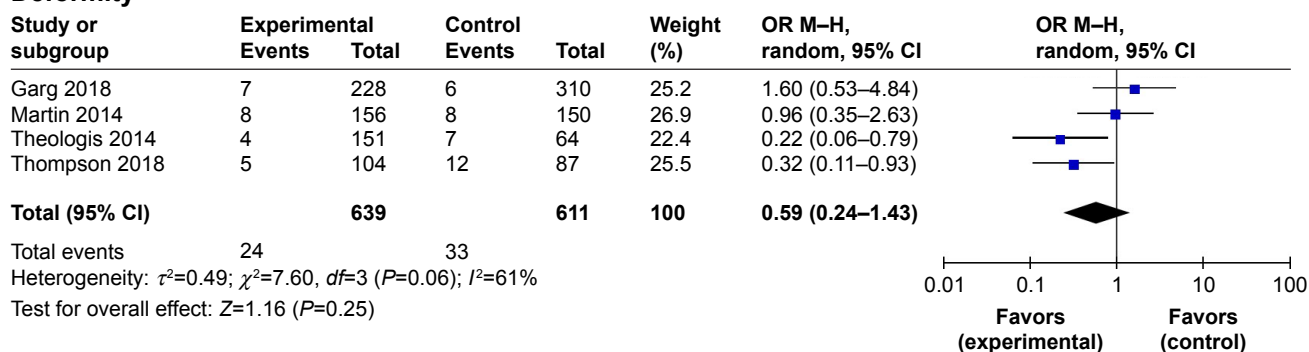 Deformity
Study or subgroup Experimental Events Total Control Events Total Weight (%) OR M–H, random, 95% CI OR M–H, random, 95% CI
Garg 2018 7 228 6 310 25.2 1.60 (0.53–4.84)
Martin 2014 8 156 8 150 26.9 0.96 (0.35–2.63)
Theologis 2014 4 151 7 64 22.4 0.22 (0.06–0.79)
Thompson 2018 5 104 12 87 25.5 0.32 (0.11–0.93)
Total (95% CI) 639 611 100 0.59 (0.24–1.43)
Total events 24 33
Heterogeneity: τ²=0.49; χ²=7.60, df=3 (P=0.06); I²=61%
Test for overall effect: Z=1.16 (P=0.25)
0.01 0.1 1 10 100
Favors (experimental) Favors (control)